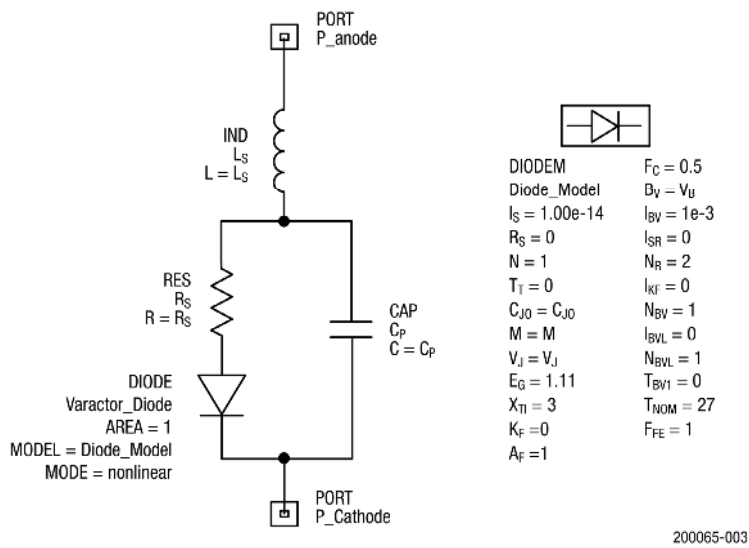 PORT
P_anode
IND
LS
L = LS
RES
RS
R = RS
CAP
CP
C = CP
DIODE
Varactor_Diode
AREA = 1
MODEL = Diode_Model
MODE = nonlinear
PORT
P_Cathode
DIODEM
Diode_Model
IS = 1.00e-14
RS = 0
N = 1
TT = 0
CJO = CJO
M = M
VJ = VJ
EG = 1.11
XTI = 3
KF =0
AF =1
FC = 0.5
BV = VB
IBV = 1e-3
ISR = 0
NR = 2
IKF = 0
NBV = 1
IBVL = 0
NBVL = 1
TBV1 = 0
TNOM = 27
FFE = 1
200065-003